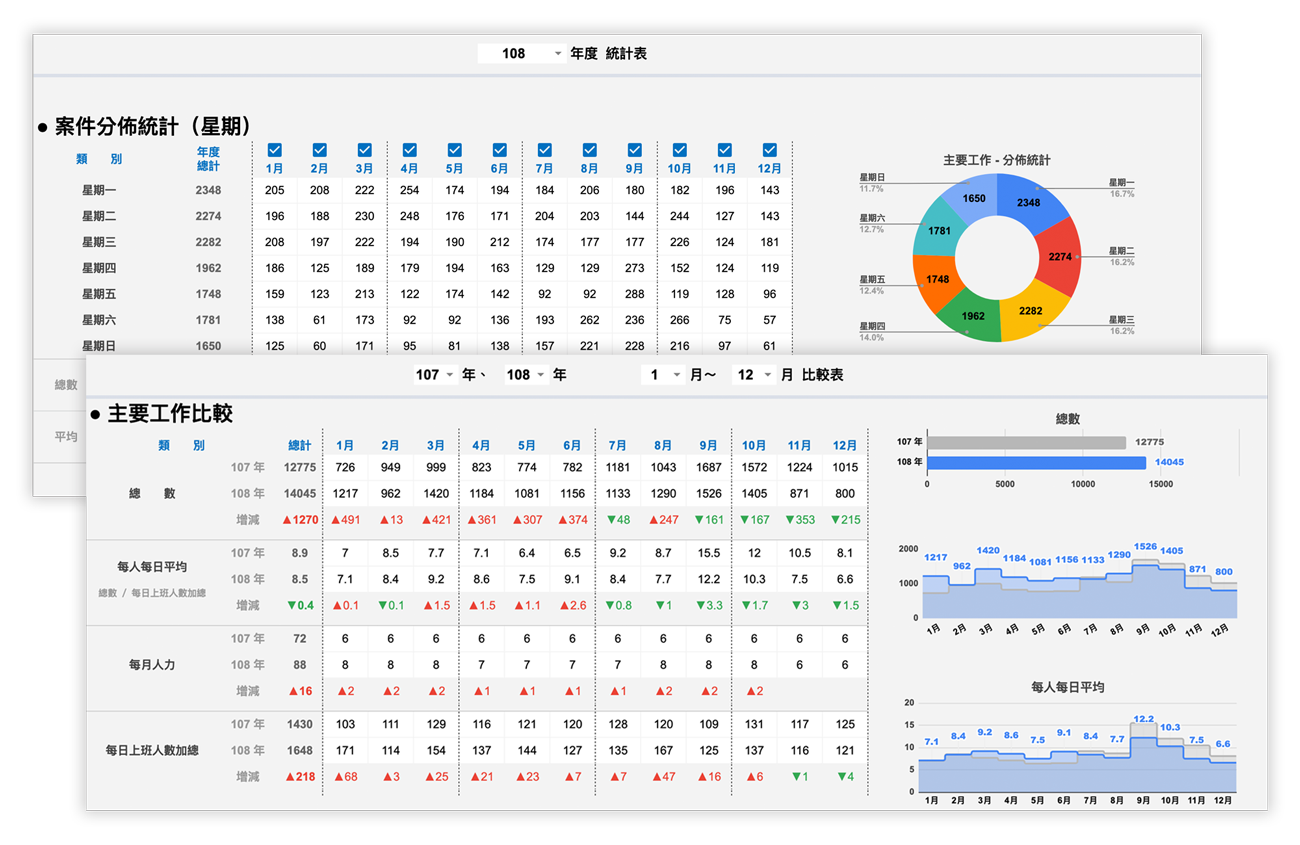 108 年度 統計表
● 案件分佈統計（星期）
類 別 年度總計 1月 2月 3月 4月 5月 6月 7月 8月 9月 10月 11月 12月
星期一 2348 205 208 222 254 174 194 184 206 180 182 196 143
星期二 2274 196 188 230 248 176 171 204 203 144 244 127 143
星期三 2282 208 197 222 194 190 212 174 177 177 226 124 181
星期四 1962 186 125 189 179 194 163 129 129 273 152 124 119
星期五 1748 159 123 213 122 174 142 92 92 288 119 128 96
星期六 1781 138 61 173 92 92 136 193 262 236 266 75 57
星期日 1650 125 60 171 95 81 138 157 221 228 216 97 61
總數
平均
主要工作 - 分佈統計
星期日 11.7% 1650
星期一 16.7% 2348
星期六 12.7% 1781
星期二 16.2% 2274
星期五 12.4% 1748
星期三 16.2% 2282
星期四 14.0% 1962
107 年、 108 年 1 月～ 12 月 比較表
● 主要工作比較
類 別 總計 1月 2月 3月 4月 5月 6月 7月 8月 9月 10月 11月 12月
107 年 12775 726 949 999 823 774 782 1181 1043 1687 1572 1224 1015
總 數 108 年 14045 1217 962 1420 1184 1081 1156 1133 1290 1526 1405 871 800
增減 ▲1270 ▲491 ▲13 ▲421 ▲361 ▲307 ▲374 ▼48 ▲247 ▼161 ▼167 ▼353 ▼215
107 年 8.9 7 8.5 7.7 7.1 6.4 6.5 9.2 8.7 15.5 12 10.5 8.1
每人每日平均
108 年 8.5 7.1 8.4 9.2 8.6 7.5 9.1 8.4 7.7 12.2 10.3 7.5 6.6
總數 / 每日上班人數加總
增減 ▼0.4 ▲0.1 ▼0.1 ▲1.5 ▲1.5 ▲1.1 ▲2.6 ▼0.8 ▼1 ▼3.3 ▼1.7 ▼3 ▼1.5
107 年 72 6 6 6 6 6 6 6 6 6 6 6 6
每月人力 108 年 88 8 8 8 7 7 7 7 8 8 8 6 6
增減 ▲16 ▲2 ▲2 ▲2 ▲1 ▲1 ▲1 ▲1 ▲2 ▲2 ▲2
107 年 1430 103 111 129 116 121 120 128 120 109 131 117 125
每日上班人數加總 108 年 1648 171 114 154 137 144 127 135 167 125 137 116 121
增減 ▲218 ▲68 ▲3 ▲25 ▲21 ▲23 ▲7 ▲7 ▲47 ▲16 ▲6 ▼1 ▼4
總數
107 年 12775
108 年 14045
0 5000 10000 15000
2000
1217 962 1420 1184 1081 1156 1133 1290 1526 1405 871 800
1000
0
1月 2月 3月 4月 5月 6月 7月 8月 9月 10月 11月 12月
每人每日平均
20
15
7.1 8.4 9.2 8.6 7.5 9.1 8.4 7.7 12.2 10.3 7.5 6.6
10
5
0
1月 2月 3月 4月 5月 6月 7月 8月 9月 10月 11月 12月